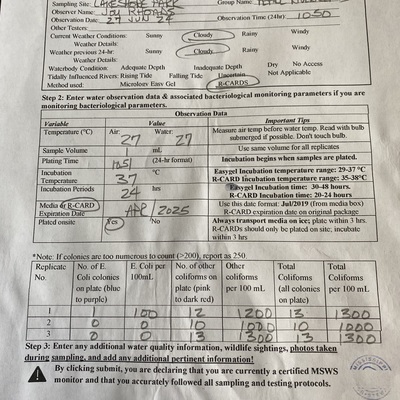 Sampling Site: LAKESHORE PARK Group Name:
Observer Name: JOY RHOADS
Observation Date: 27 JUN 24 Observation Time (24hr): 1050
Other Testers:
Current Weather Conditions: Sunny Cloudy Rainy Windy
Weather Details:
Weather previous 24-hr: Sunny Cloudy Rainy Windy
Weather Details:
Waterbody Condition: Adequate Depth Inadequate Depth Dry No Access
Tidally Influenced Rivers: Rising Tide Falling Tide Uncertain Not Applicable
Method used: Micrology Easy Gel R-CARDS
Step 2: Enter water observation data & associated bacteriological monitoring parameters if you are
monitoring bacteriological parameters.
Observation Data
Variable Value Important Tips
Temperature (°C) Air: 27 Water: 27 Measure air temp before water temp. Read with bulb
submerged if possible. Don't touch bulb.
Sample Volume 1 mL Use same volume for all replicates
Plating Time 1251 (24-hr format) Incubation begins when samples are plated.
Incubation
Temperature 37 °C Easygel Incubation temperature range: 29-37 °C
R-CARD Incubation temperature range: 35-38°C
Incubation Periods 24 hrs Easygel Incubation time: 30-48 hours.
R-CARD Incubation time: 20-24 hours
Media or R-CARD
Expiration Date APR / 2025 Use this date format: Jul/2019 (from media box)
R-CARD expiration date on original package
Plated onsite Yes No Always transport media on ice; plate within 3 hrs.
R-CARDs should only be plated on site; incubate
within 3 hrs
*Note: If colonies are too numerous to count (>200), report as 250.
Replicate
No. No. of E.
Coli colonies
on plate (blue
to purple) E. Coli per
100mL No. of other
coliforms on
plate (pink
to dark red) Other
coliforms
per 100 mL Total
Coliforms
(all colonies
on plate) Total
coliforms
per 100 mL
1 1 100 12 1200 13 1300
2 0 0 10 1000 10 1000
3 0 0 13 1300 13 1300
Step 3: Enter any additional water quality information, wildlife sightings, photos taken
during sampling, and add any additional pertinent information!
By clicking submit, you are declaring that you are currently a certified MSWS
monitor and that you accurately followed all sampling and testing protocols.